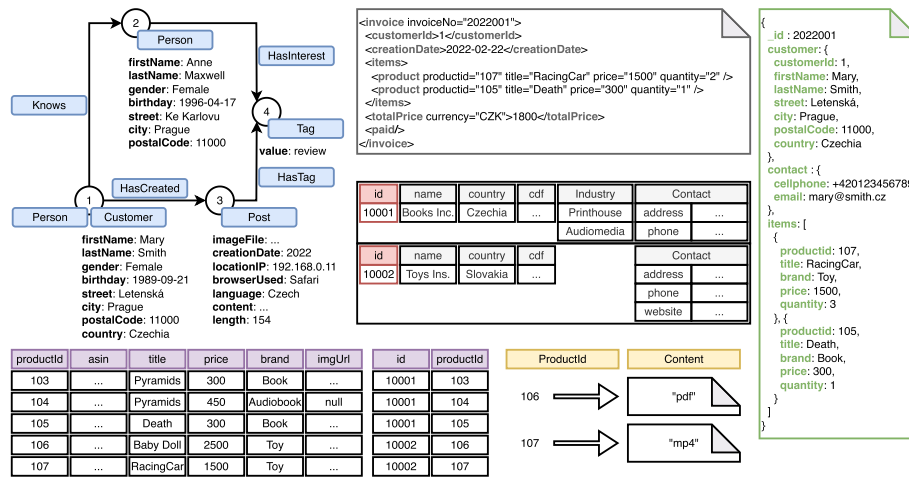 2
Person
firstName: Anne
lastName: Maxwell
gender: Female
birthday: 1996-04-17
street: Ke Karlovu
city: Prague
postalCode: 11000
Knows
HasInterest
4
Tag
value: review
HasTag
1
HasCreated
3
Person
Customer
Post
firstName: Mary
lastName: Smith
gender: Female
birthday: 1989-09-21
street: Letenská
city: Prague
postalCode: 11000
country: Czechia
imageFile: ...
creationDate: 2022
locationIP: 192.168.0.11
browserUsed: Safari
language: Czech
content: ...
length: 154
<invoice invoiceNo="2022001">
<customerId>1</customerId>
<creationDate>2022-02-22</creationDate>
<items>
<product productid="107" title="RacingCar" price="1500" quantity="2" />
<product productid="105" title="Death" price="300" quantity="1" />
</items>
<totalPrice currency="CZK">1800</totalPrice>
<paid/>
</invoice>
id name country cdf Industry Contact
10001 Books Inc. Czechia ... Printhouse address ...
Audiomedia phone ...
id name country cdf Contact
10002 Toys Ins. Slovakia ... address ...
phone ...
website ...
{
_id : 2022001
customer: {
customerId: 1,
firstName: Mary,
lastName: Smith,
street: Letenská,
city: Prague,
postalCode: 11000,
country: Czechia
},
contact : {
cellphone: +420123456789
email: mary@smith.cz
},
items: [
{
productid: 107,
title: RacingCar,
brand: Toy,
price: 1500,
quantity: 3
}, {
productid: 105,
title: Death,
brand: Book,
price: 300,
quantity: 1
}
]
}
productId asin title price brand imgUrl
103 ... Pyramids 300 Book ...
104 ... Pyramids 450 Audiobook null
105 ... Death 300 Book ...
106 ... Baby Doll 2500 Toy ...
107 ... RacingCar 1500 Toy ...
id productId
10001 103
10001 104
10001 105
10002 106
10002 107
ProductId Content
106 "pdf"
107 "mp4"